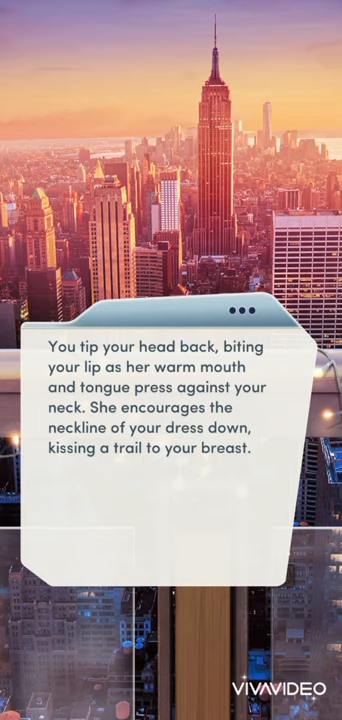 You tip your head back, biting
your lip as her warm mouth
and tongue press against your
neck. She encourages the
neckline of your dress down,
kissing a trail to your breast.
VIVAVIDEO